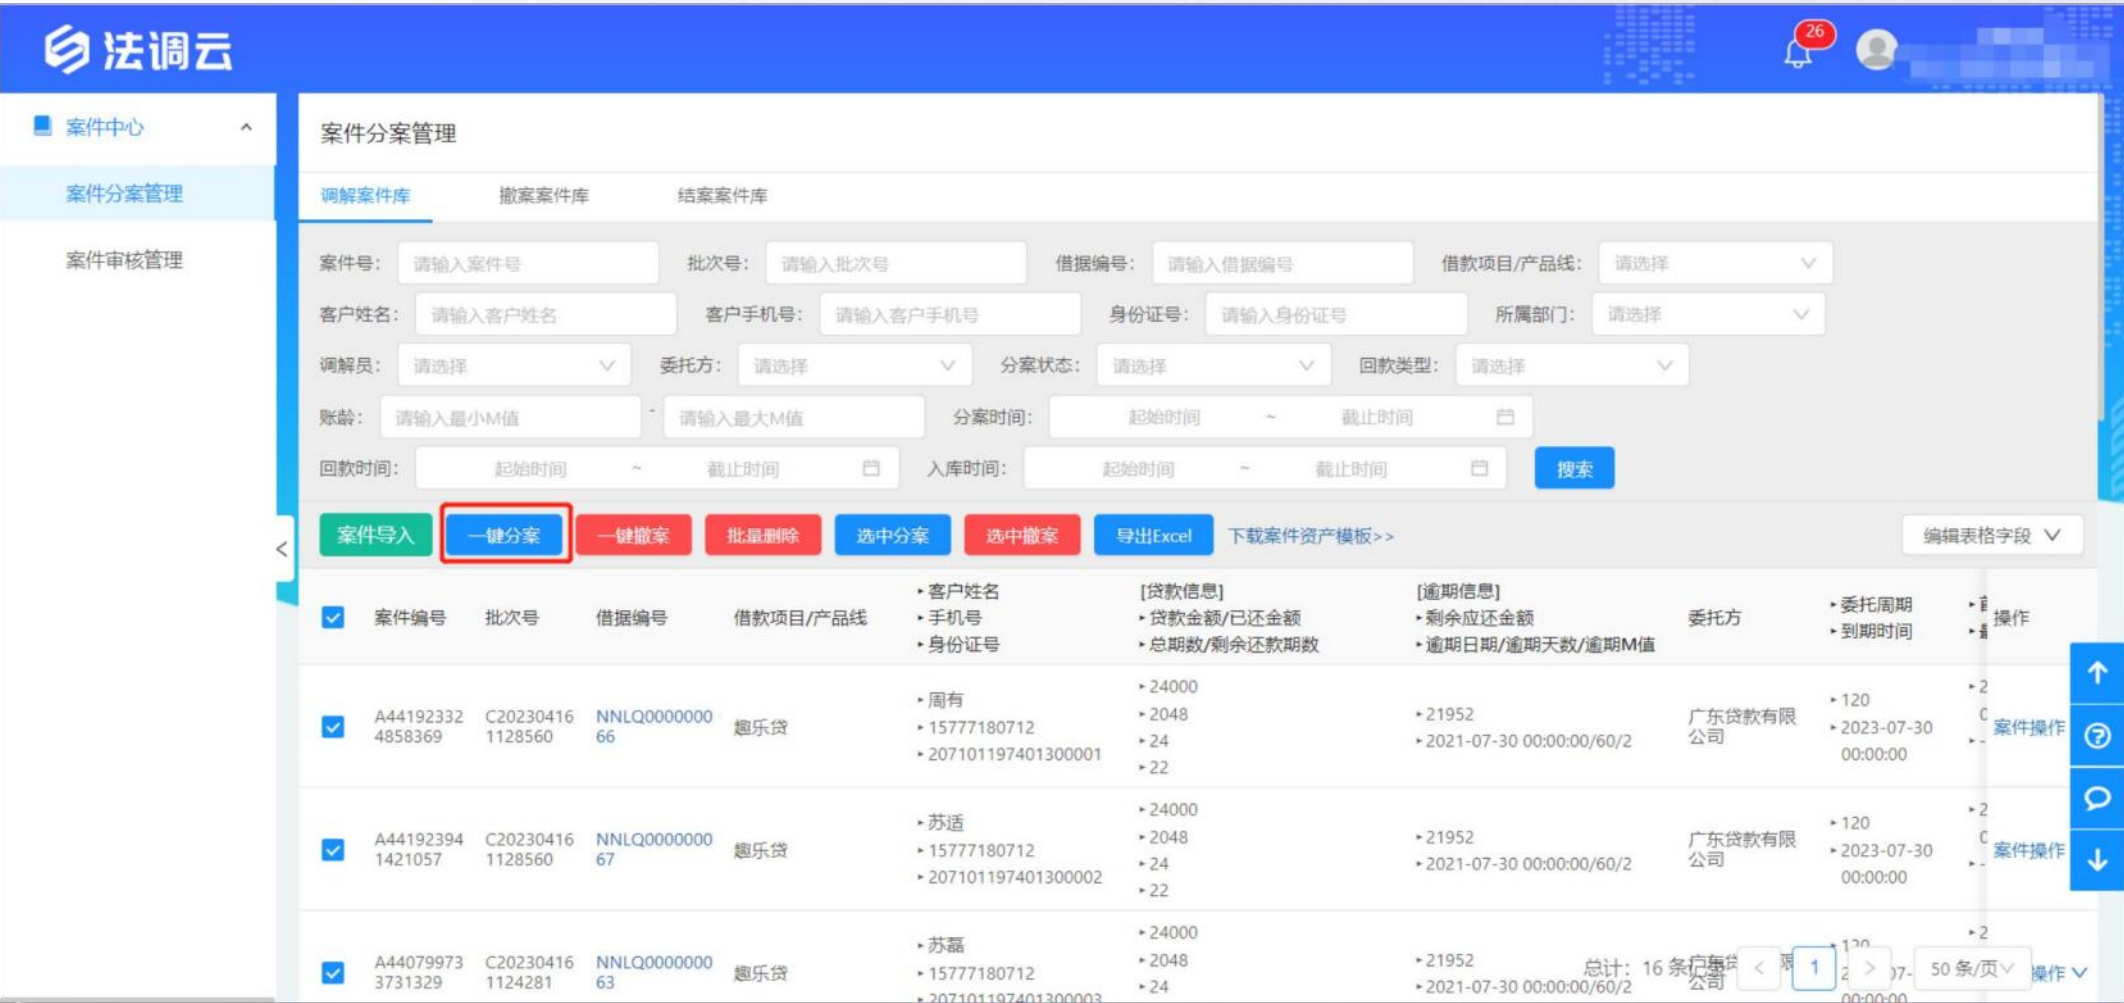 法调云
26
案件中心
案件分案管理
案件审核管理
案件分案管理
调解案件库 撤案案件库 结案案件库
案件号： 请输入案件号 批次号： 请输入批次号 借据编号： 请输入借据编号 借款项目/产品线： 请选择
客户姓名： 请输入客户姓名 客户手机号： 请输入客户手机号 身份证号： 请输入身份证号 所属部门： 请选择
调解员： 请选择 委托方： 请选择 分案状态： 请选择 回款类型： 请选择
账龄： 请输入最小M值 - 请输入最大M值 分案时间： 起始时间 ~ 截止时间
回款时间： 起始时间 ~ 截止时间 入库时间： 起始时间 ~ 截止时间 搜索
案件导入 一键分案 一键撤案 批量删除 选中分案 选中撤案 导出Excel 下载案件资产模板>> 编辑表格字段
案件编号 批次号 借据编号 借款项目/产品线
客户姓名
手机号
身份证号
[贷款信息]
贷款金额/已还金额
总期数/剩余还款期数
[逾期信息]
剩余应还金额
逾期日期/逾期天数/逾期M值
委托方
委托周期
到期时间
操作
A44192332
4858369
C20230416
1128560
NNLQ0000000
66
趣乐贷
周有
15777180712
207101197401300001
24000
2048
24
22
21952
2021-07-30 00:00:00/60/2
广东贷款有限
公司
120
2023-07-30
00:00:00
案件操作
A44192394
1421057
C20230416
1128560
NNLQ0000000
67
趣乐贷
苏适
15777180712
207101197401300002
24000
2048
24
22
21952
2021-07-30 00:00:00/60/2
广东贷款有限
公司
120
2023-07-30
00:00:00
案件操作
A44079973
3731329
C20230416
1124281
NNLQ0000000
63
趣乐贷
苏磊
15777180712
207101197401300003
24000
2048
24
21952
2021-07-30 00:00:00/60/2
公司
120
00:00:00
操作
总计：16 条记录 < 1 > 50 条/页